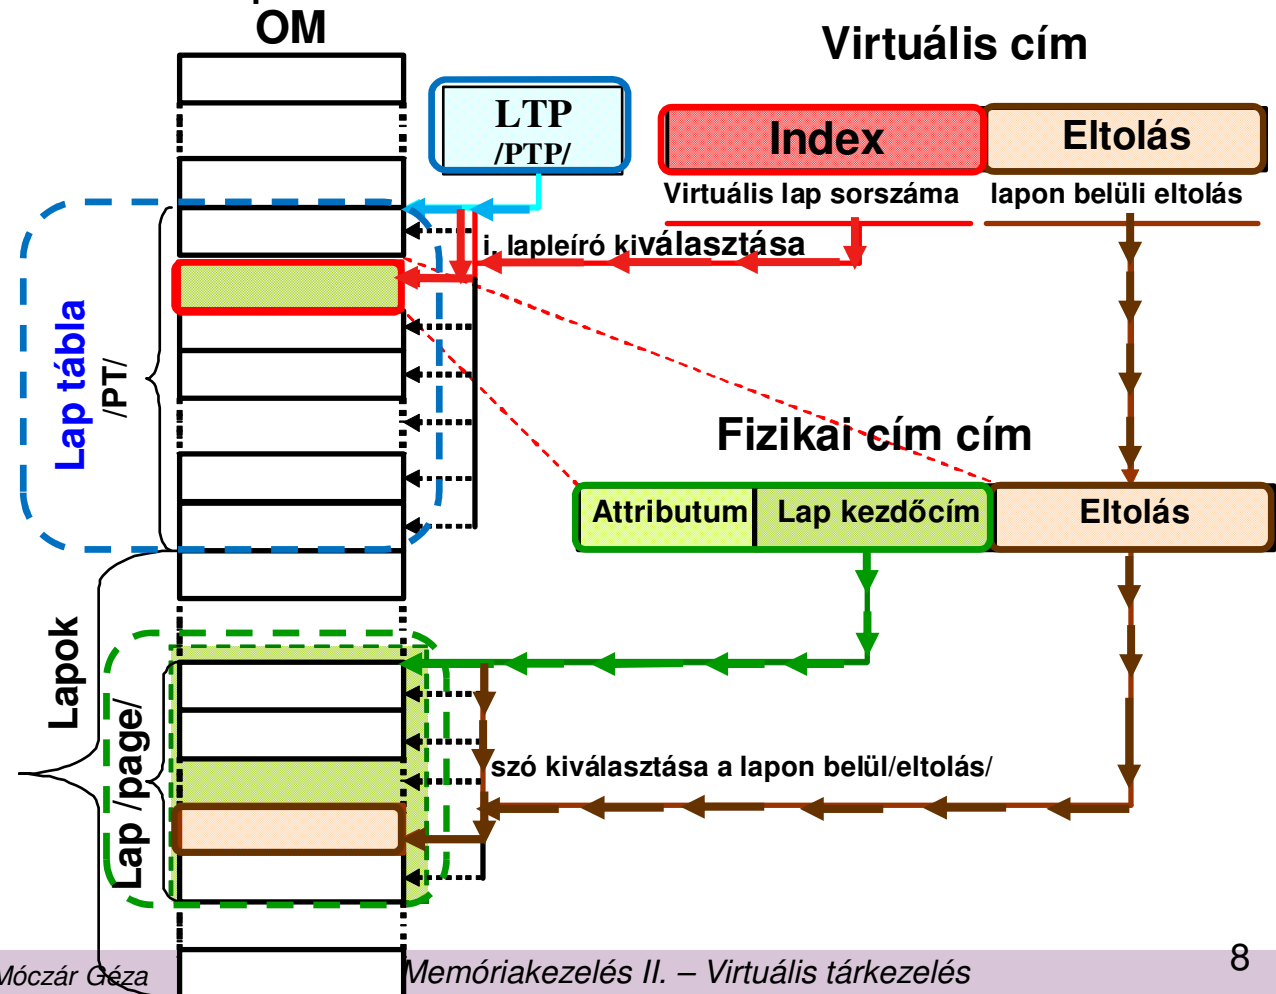 OM
Virtuális cím
LTP
/PTP/
Index
Eltolás
Virtuális lap sorszáma
lapon belüli eltolás
i. lapleíró kiválasztása
Lap tábla
/PT/
Fizikai cím cím
Attributum
Lap kezdőcím
Eltolás
Lapok
Lap /page/
szó kiválasztása a lapon belül/eltolás/
Móczár Géza
Memóriakezelés II. – Virtuális tárkezelés
8